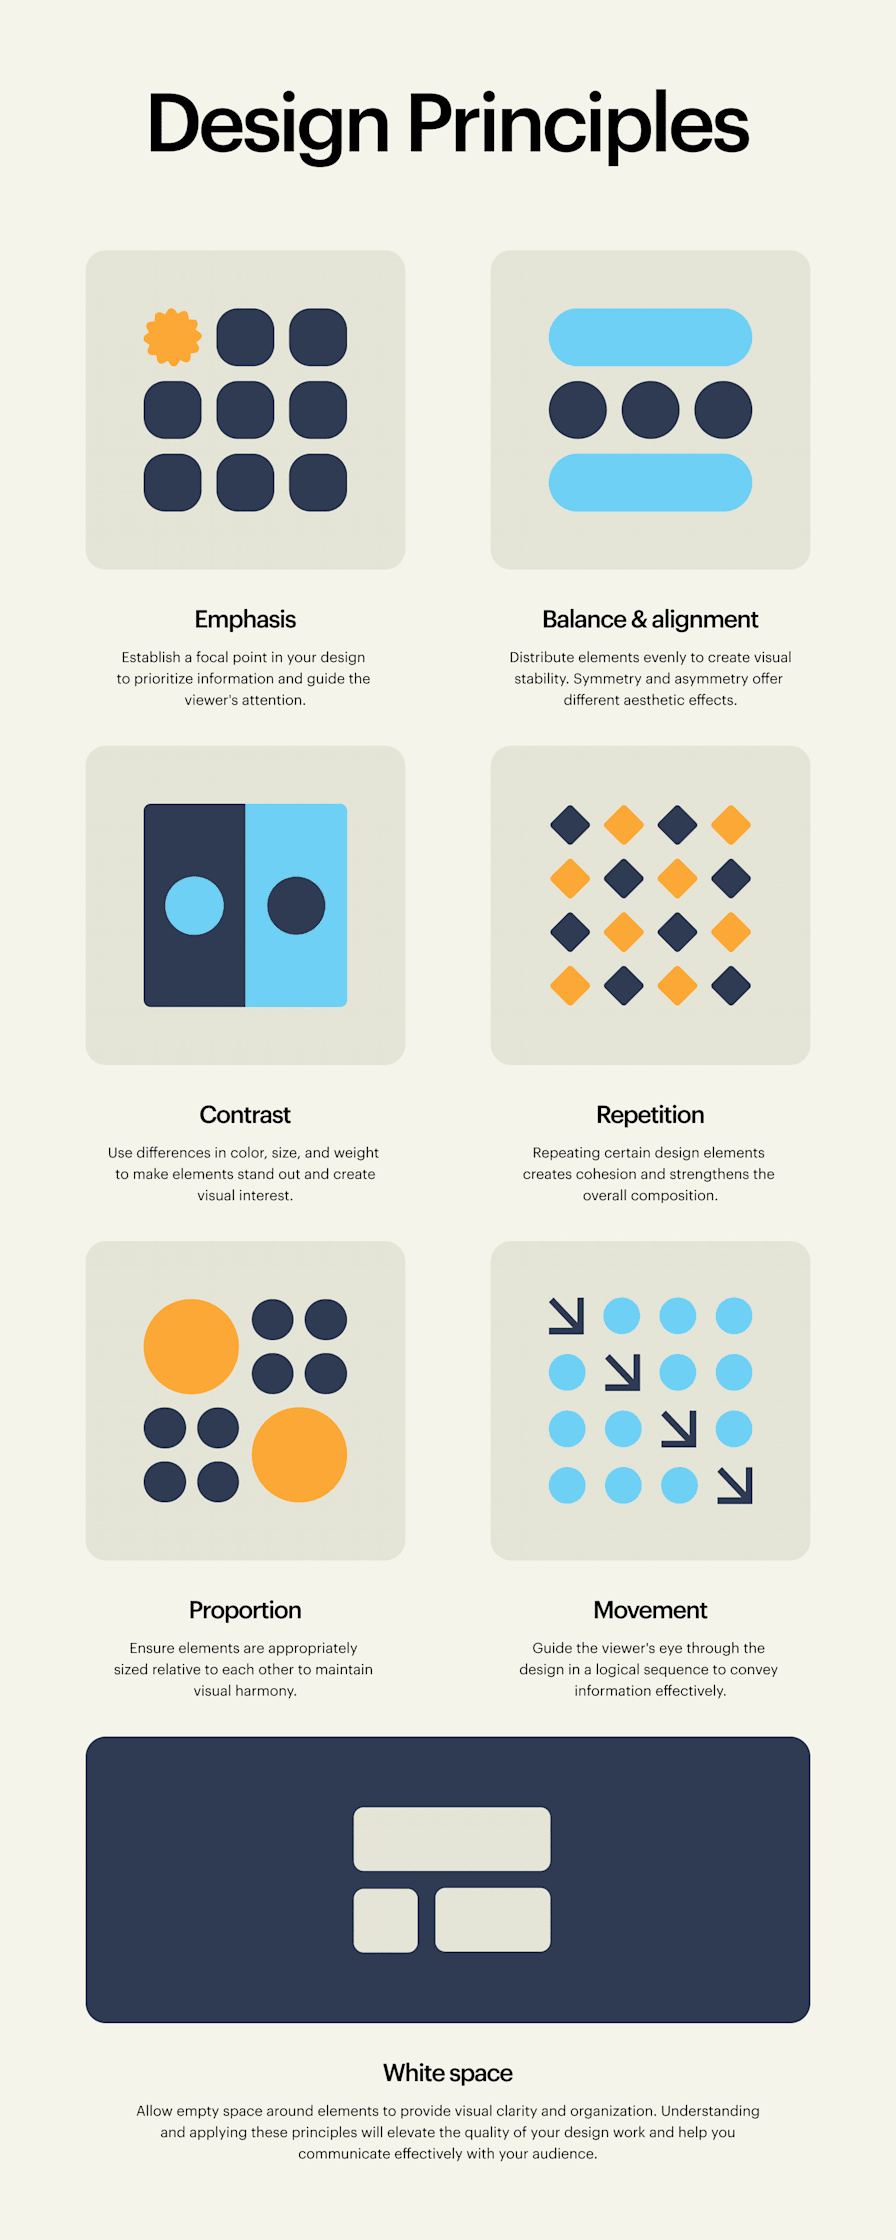 Design Principles
Emphasis
Establish a focal point in your design
to prioritize information and guide the
viewer's attention.
Balance & alignment
Distribute elements evenly to create visual
stability. Symmetry and asymmetry offer
different aesthetic effects.
Contrast
Use differences in color, size, and weight
to make elements stand out and create
visual interest.
Repetition
Repeating certain design elements
creates cohesion and strengthens the
overall composition.
Proportion
Ensure elements are appropriately
sized relative to each other to maintain
visual harmony.
Movement
Guide the viewer's eye through the
design in a logical sequence to convey
information effectively.
White space
Allow empty space around elements to provide visual clarity and organization. Understanding
and applying these principles will elevate the quality of your design work and help you
communicate effectively with your audience.